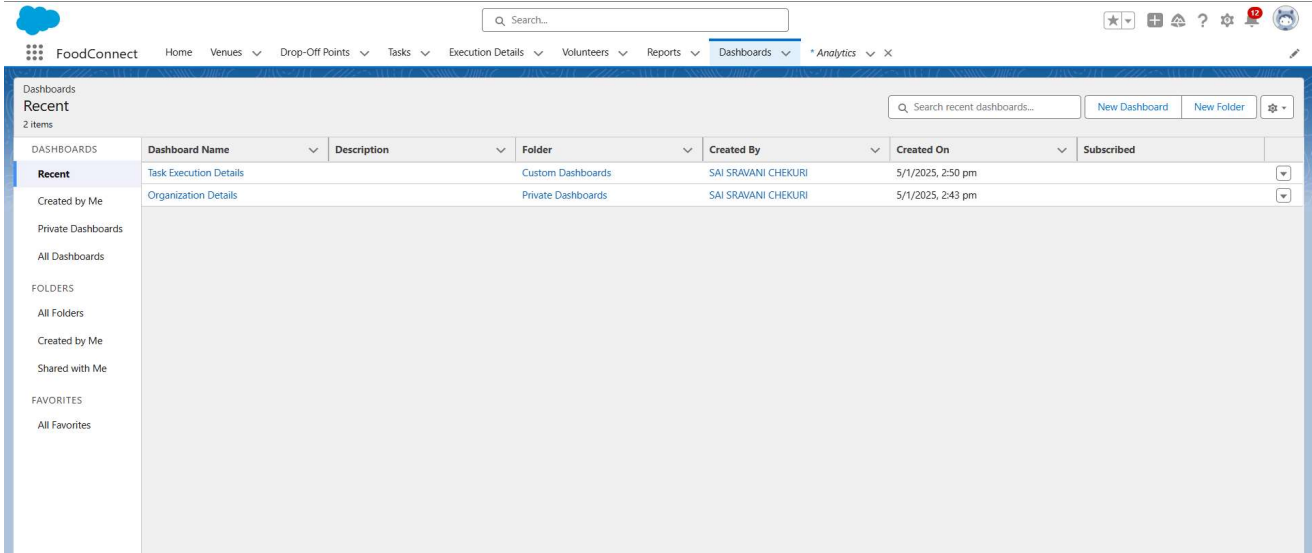 Search...
12
FoodConnect Home Venues Drop-Off Points Tasks Execution Details Volunteers Reports Dashboards * Analytics
Dashboards
Recent
2 items
Search recent dashboards...
New Dashboard
New Folder
DASHBOARDS
Recent
Created by Me
Private Dashboards
All Dashboards
FOLDERS
All Folders
Created by Me
Shared with Me
FAVORITES
All Favorites
Dashboard Name Description Folder Created By Created On Subscribed
Task Execution Details Custom Dashboards SAI SRAVANI CHEKURI 5/1/2025, 2:50 pm
Organization Details Private Dashboards SAI SRAVANI CHEKURI 5/1/2025, 2:43 pm